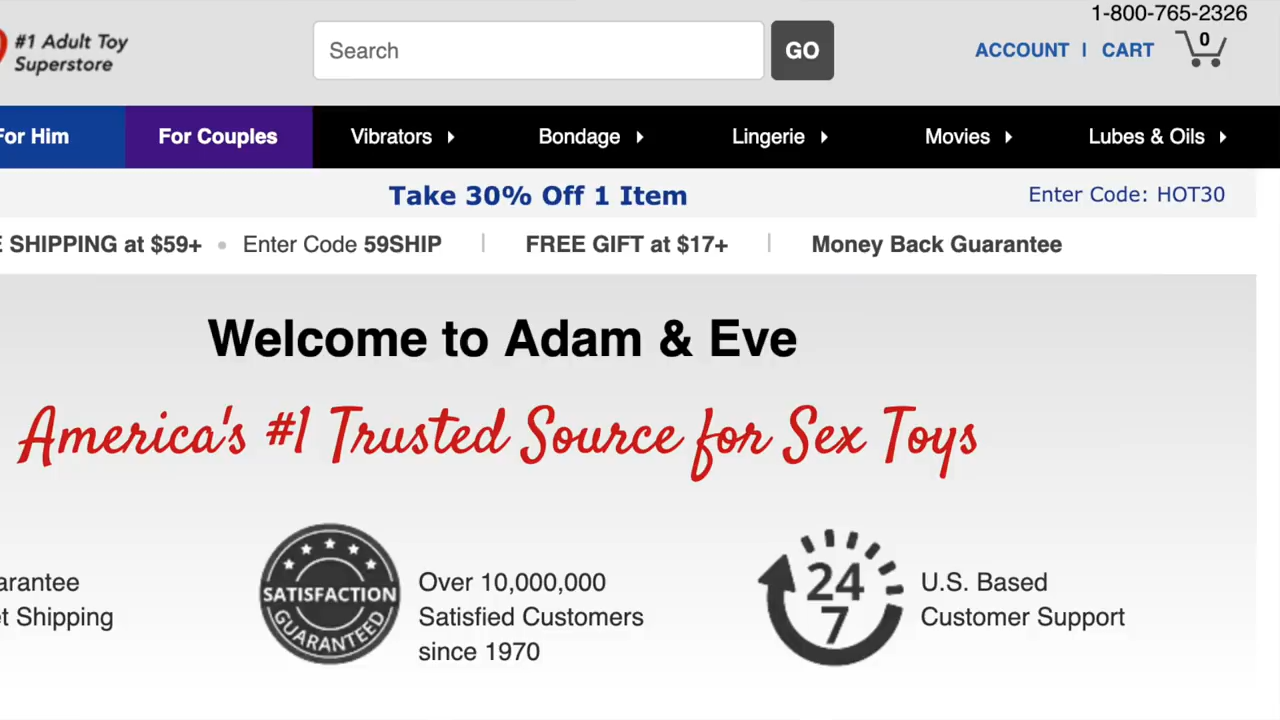 1-800-765-2326
#1 Adult Toy
Superstore
Search
GO
ACCOUNT | CART
0
For Him
For Couples
Vibrators
Bondage
Lingerie
Movies
Lubes & Oils
Take 30% Off 1 Item
Enter Code: HOT30
SHIPPING at $59+ • Enter Code 59SHIP | FREE GIFT at $17+ | Money Back Guarantee
Welcome to Adam & Eve
America's #1 Trusted Source for Sex Toys
SATISFACTION
GUARANTEED
Over 10,000,000
Satisfied Customers
since 1970
24
7
U.S. Based
Customer Support
Shipping